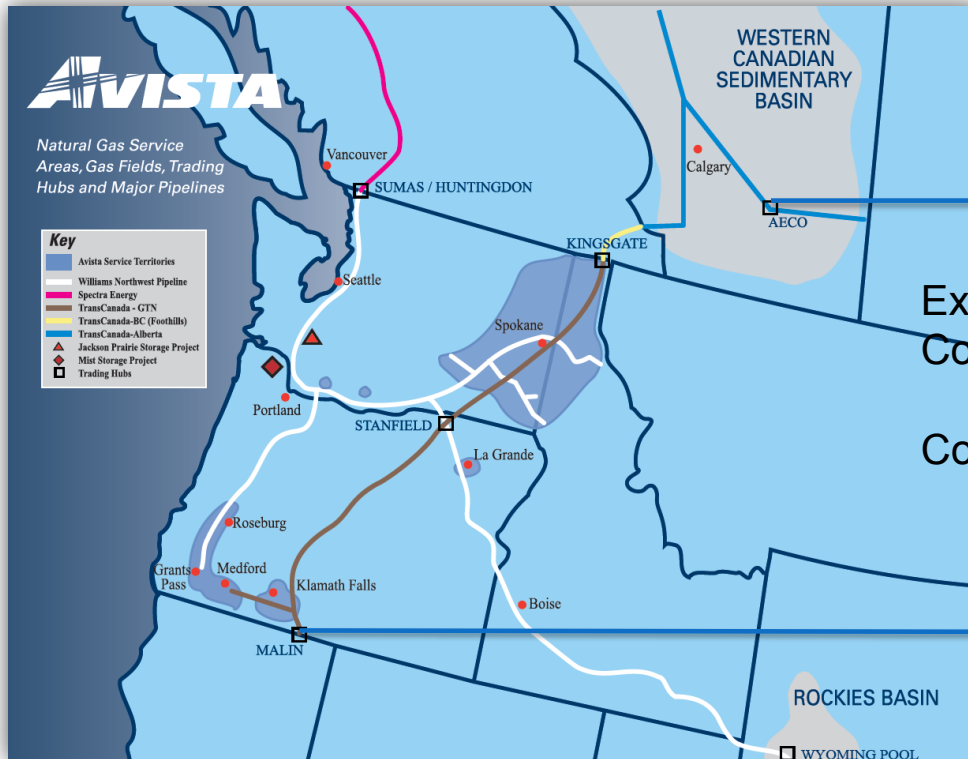 AVISTA
Natural Gas Service
Areas, Gas Fields, Trading
Hubs and Major Pipelines
Key
Avista Service Territories
Williams Northwest Pipeline
Spectra Energy
TransCanada - GTN
TransCanada-BC (Foothills)
TransCanada-Alberta
Jackson Prairie Storage Project
Mist Storage Project
Trading Hubs
WESTERN
CANADIAN
SEDIMENTARY
BASIN
Vancouver
SUMAS / HUNTINGDON
Calgary
AECO
KINGSGATE
Seattle
Spokane
Ex
Co
Portland
STANFIELD
Co
La Grande
Roseburg
Grants
Pass
Medford
Klamath Falls
Boise
MALIN
ROCKIES BASIN
WYOMING POOL